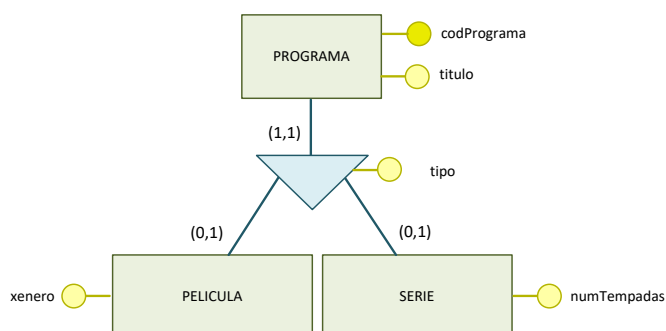 codPrograma
PROGRAMA
titulo
(1,1)
tipo
(0,1)
(0,1)
xenero
PELICULA
SERIE
numTempadas